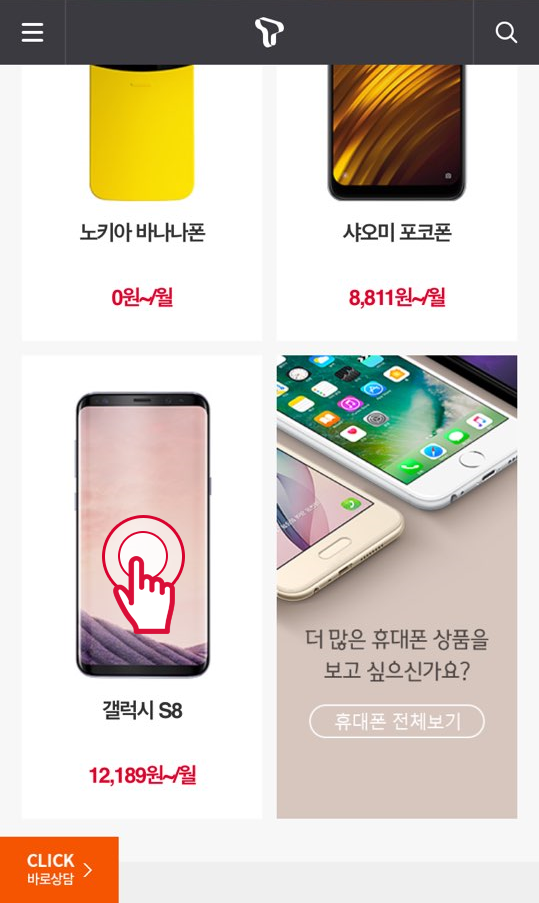 노키아 바나나폰
샤오미 포코폰
0원~/월
8,811원~/월
더 많은 휴대폰 상품을
보고 싶으신가요?
휴대폰 전체보기
갤럭시 S8
12,189원~/월
CLICK
바로상담